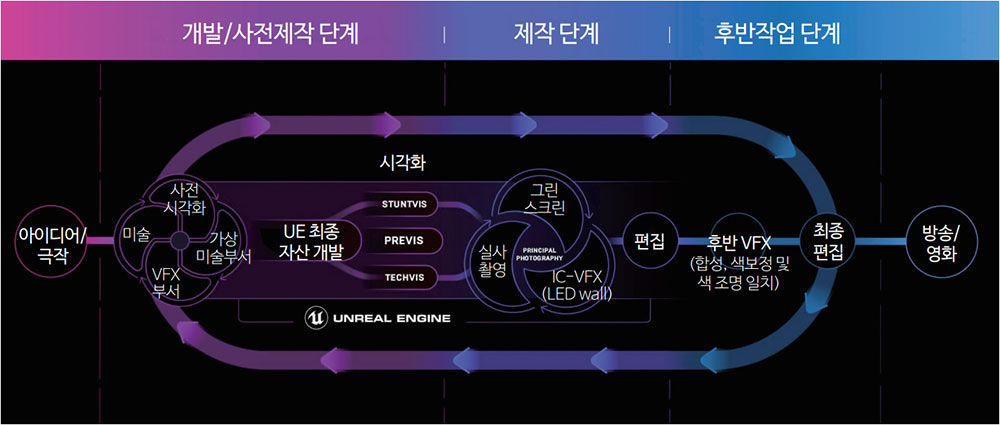 개발/사전제작 단계
제작 단계
후반작업 단계
시각화
아이디어/
극작
사전
시각화
미술
가상
미술부서
VFX
부서
UE 최종
자산 개발
STUNTVIS
PREVIS
TECHVIS
그린
스크린
실사
촬영
PRINCIPAL
PHOTOGRAPHY
IC-VFX
(LED wall)
편집
후반 VFX
(합성, 색보정 및
색 조명 일치)
최종
편집
방송/
영화
UNREAL ENGINE